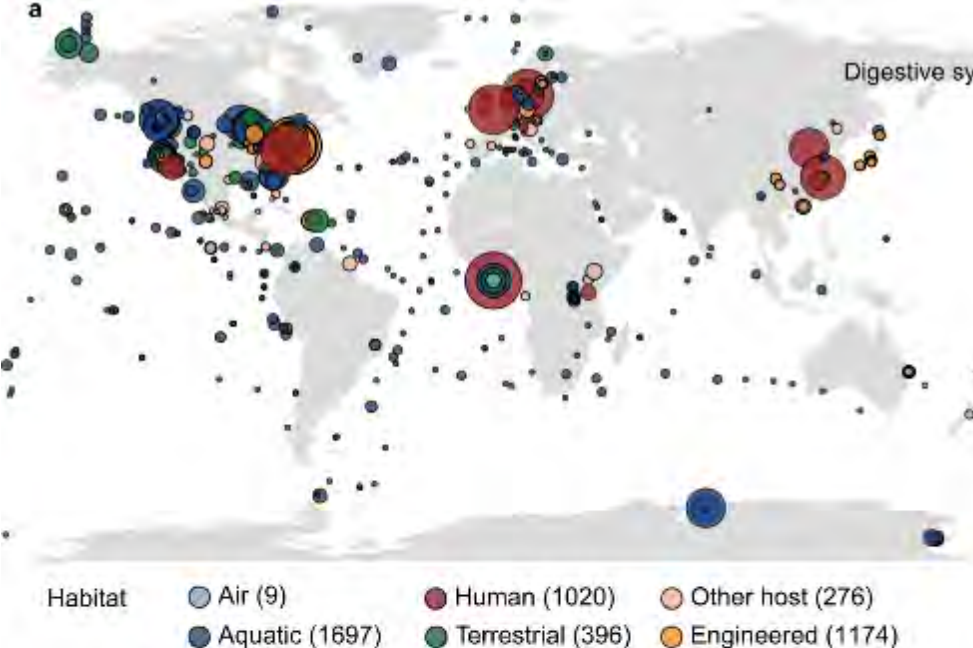 a
Digestive sy
Habitat
Air (9)
Human (1020)
Other host (276)
Aquatic (1697)
Terrestrial (396)
Engineered (1174)